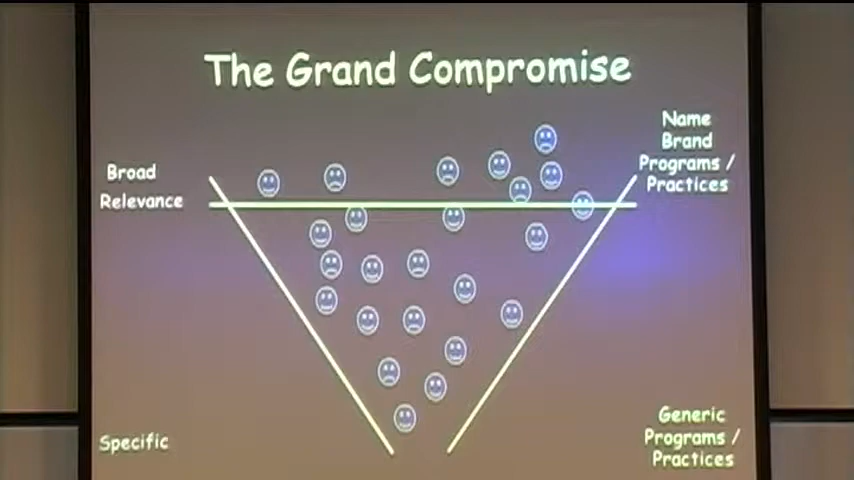 The Grand Compromise
Broad
Relevance
Name
Brand
Programs /
Practices
Specific
Generic
Programs /
Practices